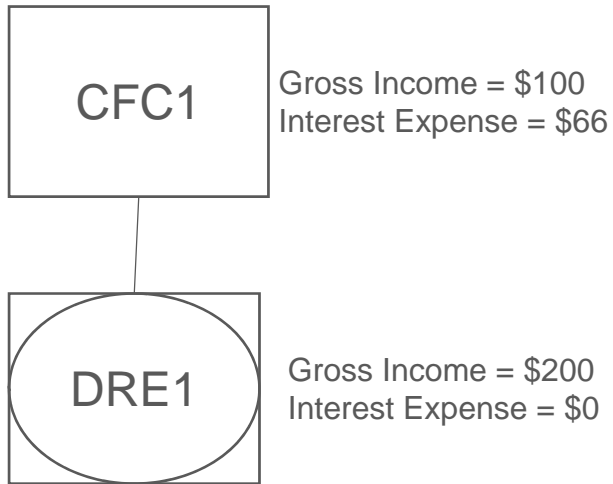 CFC1
Gross Income = $100
Interest Expense = $66
DRE1
Gross Income = $200
Interest Expense = $0